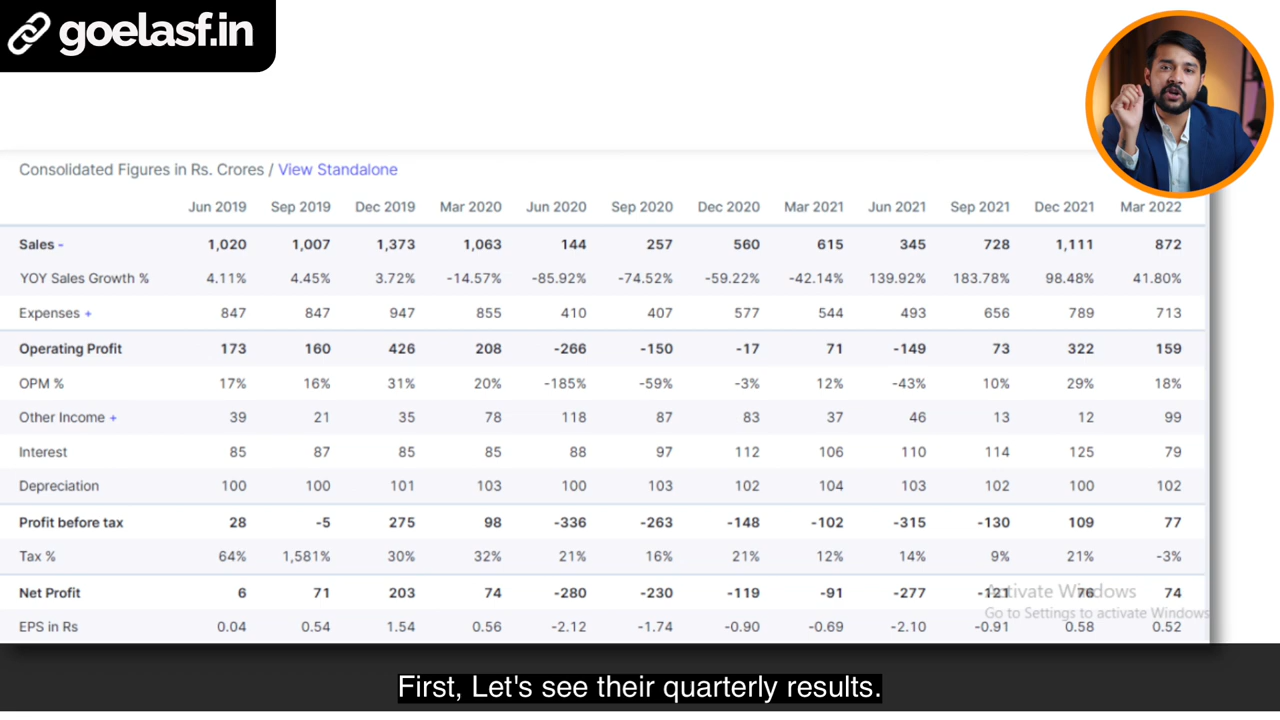 goelasf.in
Consolidated Figures in Rs. Crores / View Standalone
Jun 2019 Sep 2019 Dec 2019 Mar 2020 Jun 2020 Sep 2020 Dec 2020 Mar 2021 Jun 2021 Sep 2021 Dec 2021 Mar 2022
Sales - 1,020 1,007 1,373 1,063 144 257 560 615 345 728 1,111 872
YOY Sales Growth % 4.11% 4.45% 3.72% -14.57% -85.92% -74.52% -59.22% -42.14% 139.92% 183.78% 98.48% 41.80%
Expenses + 847 847 947 855 410 407 577 544 493 656 789 713
Operating Profit 173 160 426 208 -266 -150 -17 71 -149 73 322 159
OPM % 17% 16% 31% 20% -185% -59% -3% 12% -43% 10% 29% 18%
Other Income + 39 21 35 78 118 87 83 37 46 13 12 99
Interest 85 87 85 85 88 97 112 106 110 114 125 79
Depreciation 100 100 101 103 100 103 102 104 103 102 100 102
Profit before tax 28 -5 275 98 -336 -263 -148 -102 -315 -130 109 77
Tax % 64% 1,581% 30% 32% 21% 16% 21% 12% 14% 9% 21% -3%
Net Profit 6 71 203 74 -280 -230 -119 -91 -277 74
Activate Windows
Go to Settings to activate Windows
EPS in Rs 0.04 0.54 1.54 0.56 -2.12 -1.74 -0.90 -0.69 -2.10 -0.91 0.58 0.52
First, Let's see their quarterly results.